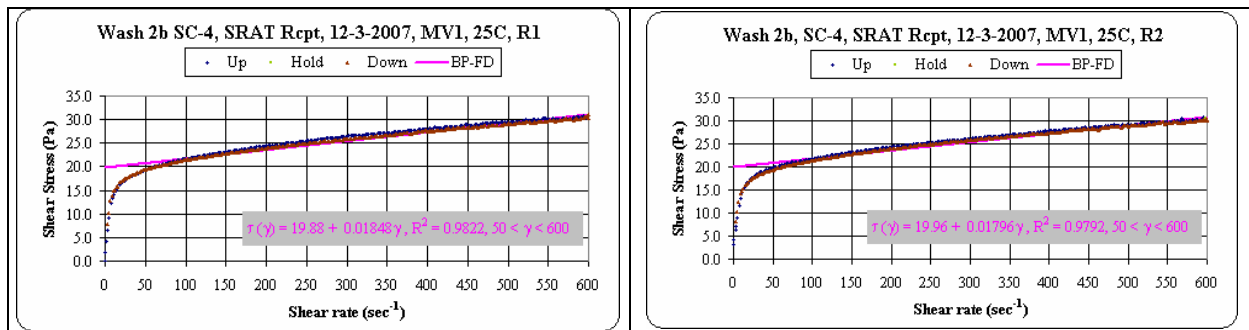 Wash 2b SC-4, SRAT Rcpt, 12-3-2007, MV1, 25C, R1
Up Hold Down BP-FD
Shear Stress (Pa)
35.0
30.0
25.0
20.0
15.0
10.0
5.0
0.0
τ(γ) = 19.88 + 0.01848γ, R² = 0.9822, 50 < γ < 600
0 50 100 150 200 250 300 350 400 450 500 550 600
Shear rate (sec⁻¹)
Wash 2b, SC-4, SRAT Rcpt, 12-3-2007, MV1, 25C, R2
Up Hold Down BP-FD
Shear Stress (Pa)
35.0
30.0
25.0
20.0
15.0
10.0
5.0
0.0
τ(γ) = 19.96 + 0.01796γ, R² = 0.9792, 50 < γ < 600
0 50 100 150 200 250 300 350 400 450 500 550 600
Shear rate (sec⁻¹)